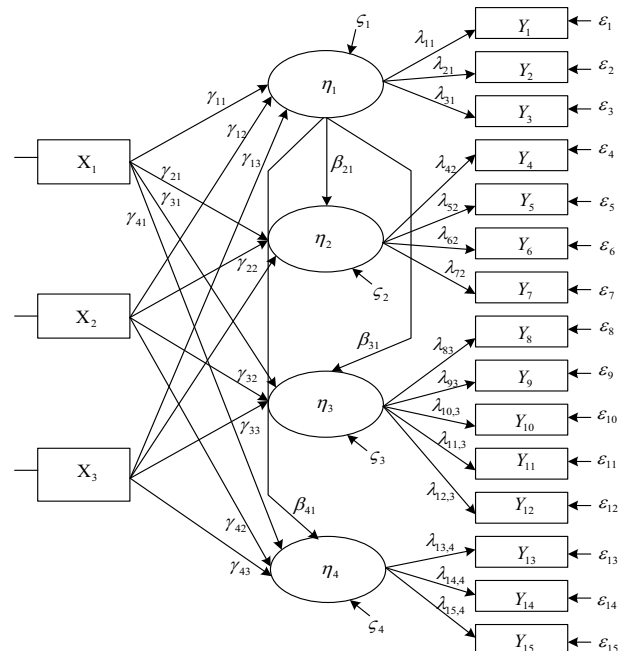 ς₁
λ₁₁
Y₁
ε₁
λ₂₁
Y₂
ε₂
η₁
λ₃₁
Y₃
ε₃
γ₁₁
γ₁₂
γ₁₃
X₁
β₂₁
λ₄₂
Y₄
ε₄
γ₂₁
γ₃₁
γ₄₁
λ₅₂
Y₅
ε₅
η₂
λ₆₂
Y₆
ε₆
γ₂₂
λ₇₂
Y₇
ε₇
ς₂
X₂
β₃₁
λ₈₃
Y₈
ε₈
γ₃₂
λ₉₃
Y₉
ε₉
η₃
λ₁₀,₃
Y₁₀
ε₁₀
γ₃₃
λ₁₁,₃
Y₁₁
ε₁₁
ς₃
X₃
λ₁₂,₃
Y₁₂
ε₁₂
β₄₁
γ₄₂
γ₄₃
λ₁₃,₄
Y₁₃
ε₁₃
η₄
λ₁₄,₄
Y₁₄
ε₁₄
ς₄
λ₁₅,₄
Y₁₅
ε₁₅